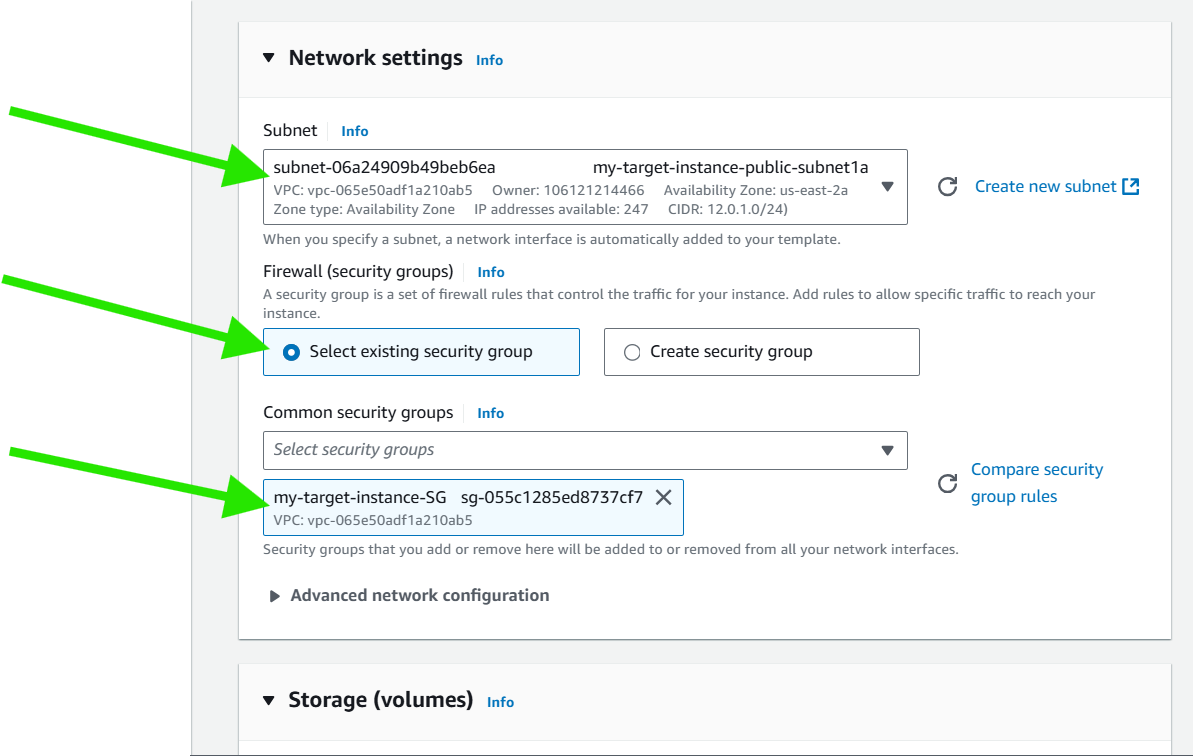 Network settings Info
Subnet Info
subnet-06a24909b49beb6ea my-target-instance-public-subnet1a
VPC: vpc-065e50adf1a210ab5 Owner: 106121214466 Availability Zone: us-east-2a
Zone type: Availability Zone IP addresses available: 247 CIDR: 12.0.1.0/24)
Create new subnet
When you specify a subnet, a network interface is automatically added to your template.
Firewall (security groups) Info
A security group is a set of firewall rules that control the traffic for your instance. Add rules to allow specific traffic to reach your
instance.
Select existing security group Create security group
Common security groups Info
Select security groups
Compare security
group rules
my-target-instance-SG sg-055c1285ed8737cf7
VPC: vpc-065e50adf1a210ab5
Security groups that you add or remove here will be added to or removed from all your network interfaces.
Advanced network configuration
Storage (volumes) Info